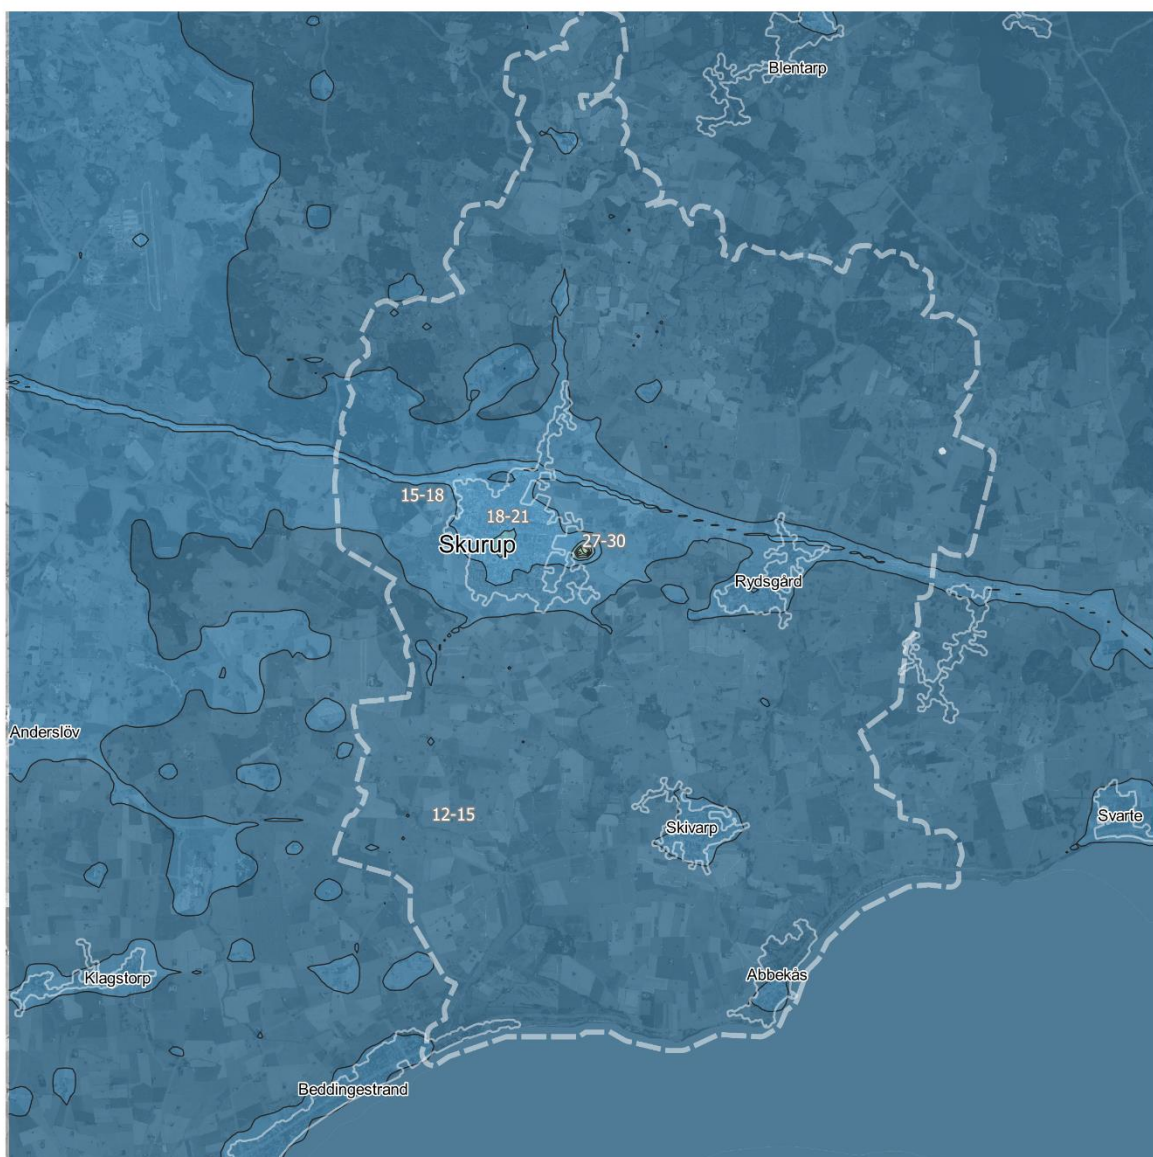 Blentarp
15-18
18-21
Skurup
27-30
Rydsgård
Anderslöv
12-15
Skivarp
Svarte
Klagstorp
Abbekås
Beddingestrand